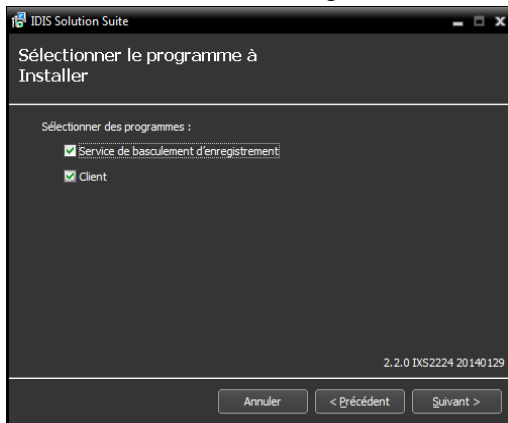 IDIS Solution Suite
Sélectionner le programme à
Installer
Sélectionner des programmes :
Service de basculement d'enregistrement
Client
2.2.0 IXS2224 20140129
Annuler
< Précédent
Suivant >